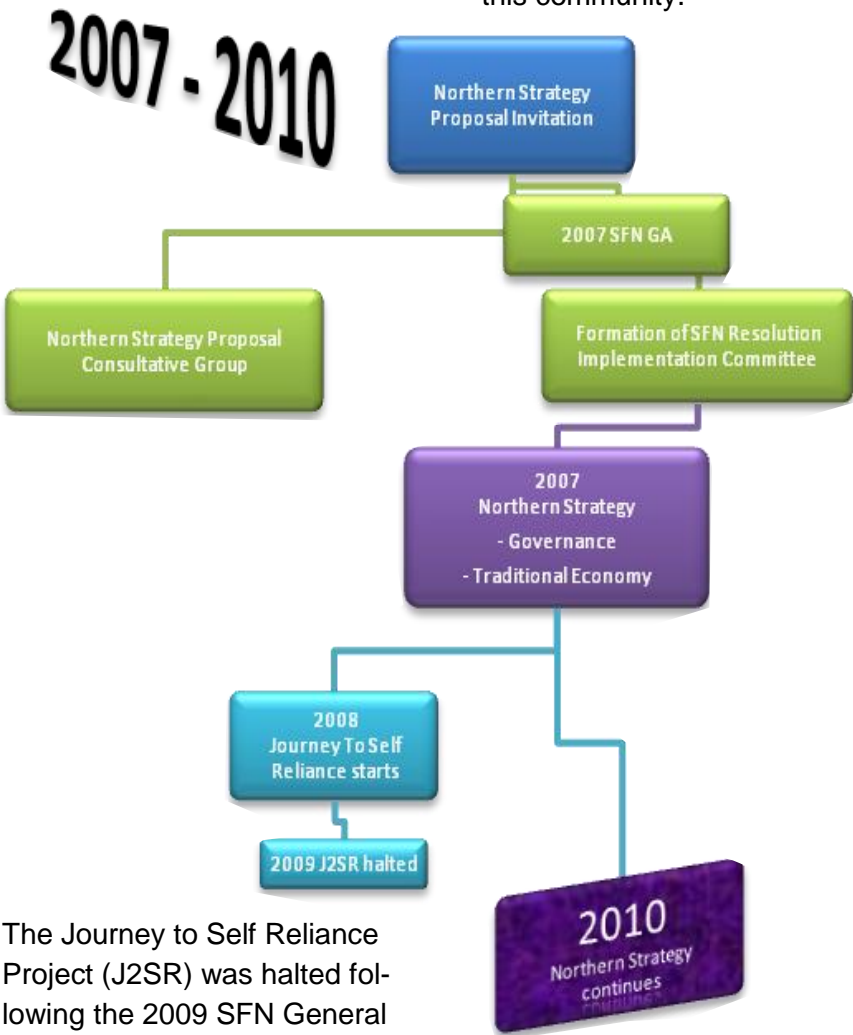 this community.
2007 - 2010
Northern Strategy
Proposal Invitation
2007 SFN GA
Northern Strategy Proposal
Consultative Group
Formation of SFN Resolution
Implementation Committee
2007
Northern Strategy
- Governance
- Traditional Economy
2008
Journey To Self
Reliance starts
2009 J2SR halted
2010
Northern Strategy
continues
The Journey to Self Reliance
Project (J2SR) was halted fol-
lowing the 2009 SFN General